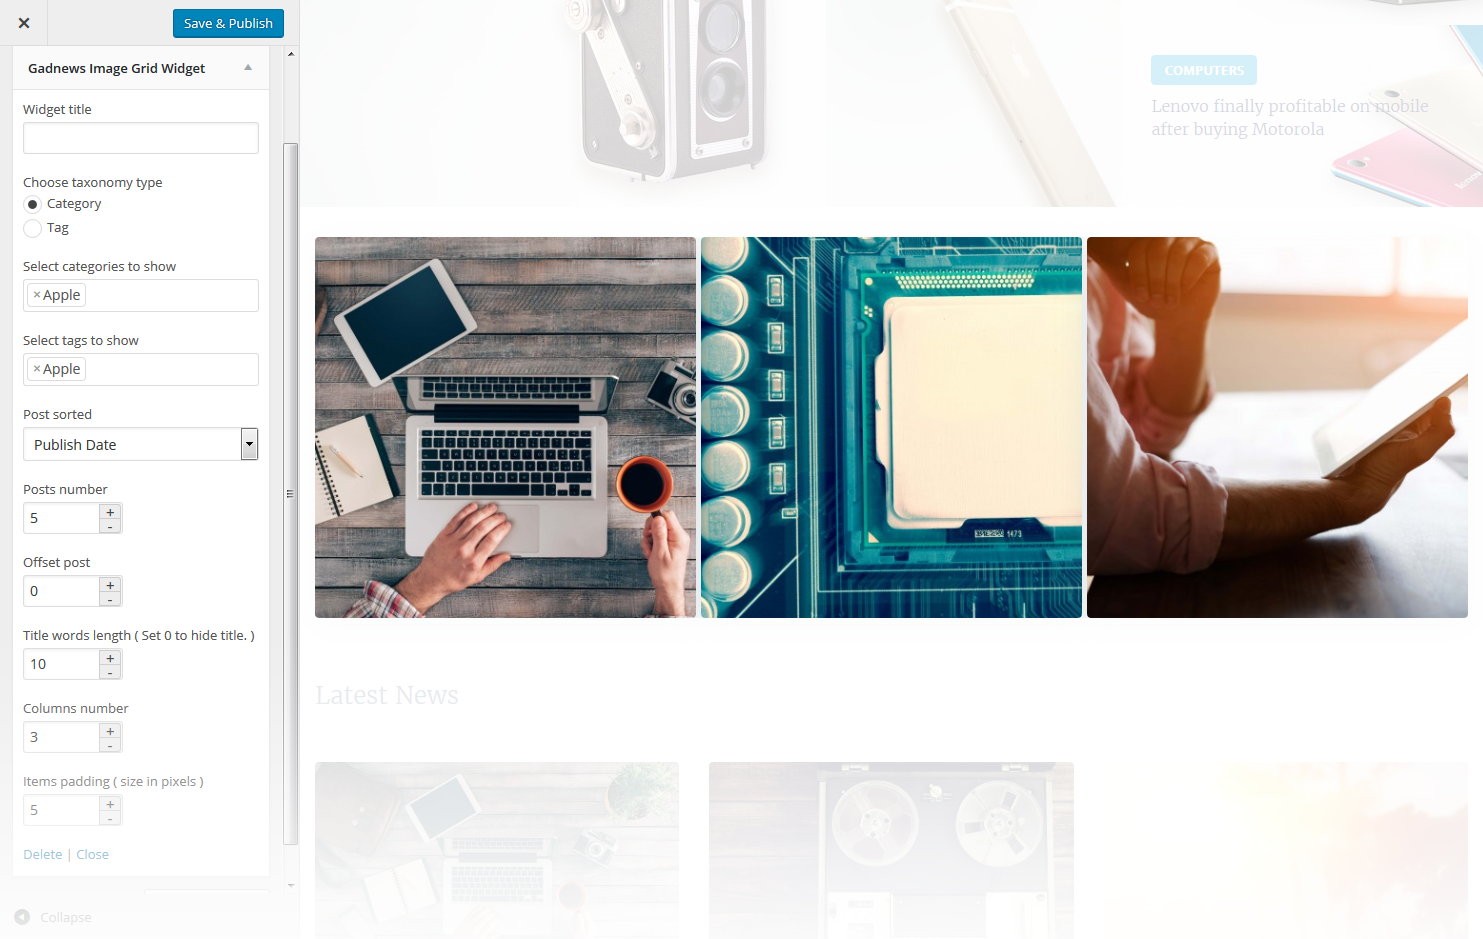 Save & Publish
Gadnews Image Grid Widget
Widget title
Choose taxonomy type
Category
Tag
Select categories to show
× Apple
Select tags to show
× Apple
Post sorted
Publish Date
Posts number
5
+
-
Offset post
0
+
-
Title words length ( Set 0 to hide title. )
10
+
-
Columns number
3
+
-
Items padding ( size in pixels )
5
+
-
Delete | Close
Collapse
COMPUTERS
Lenovo finally profitable on mobile
after buying Motorola
lenovo
1473
Latest News